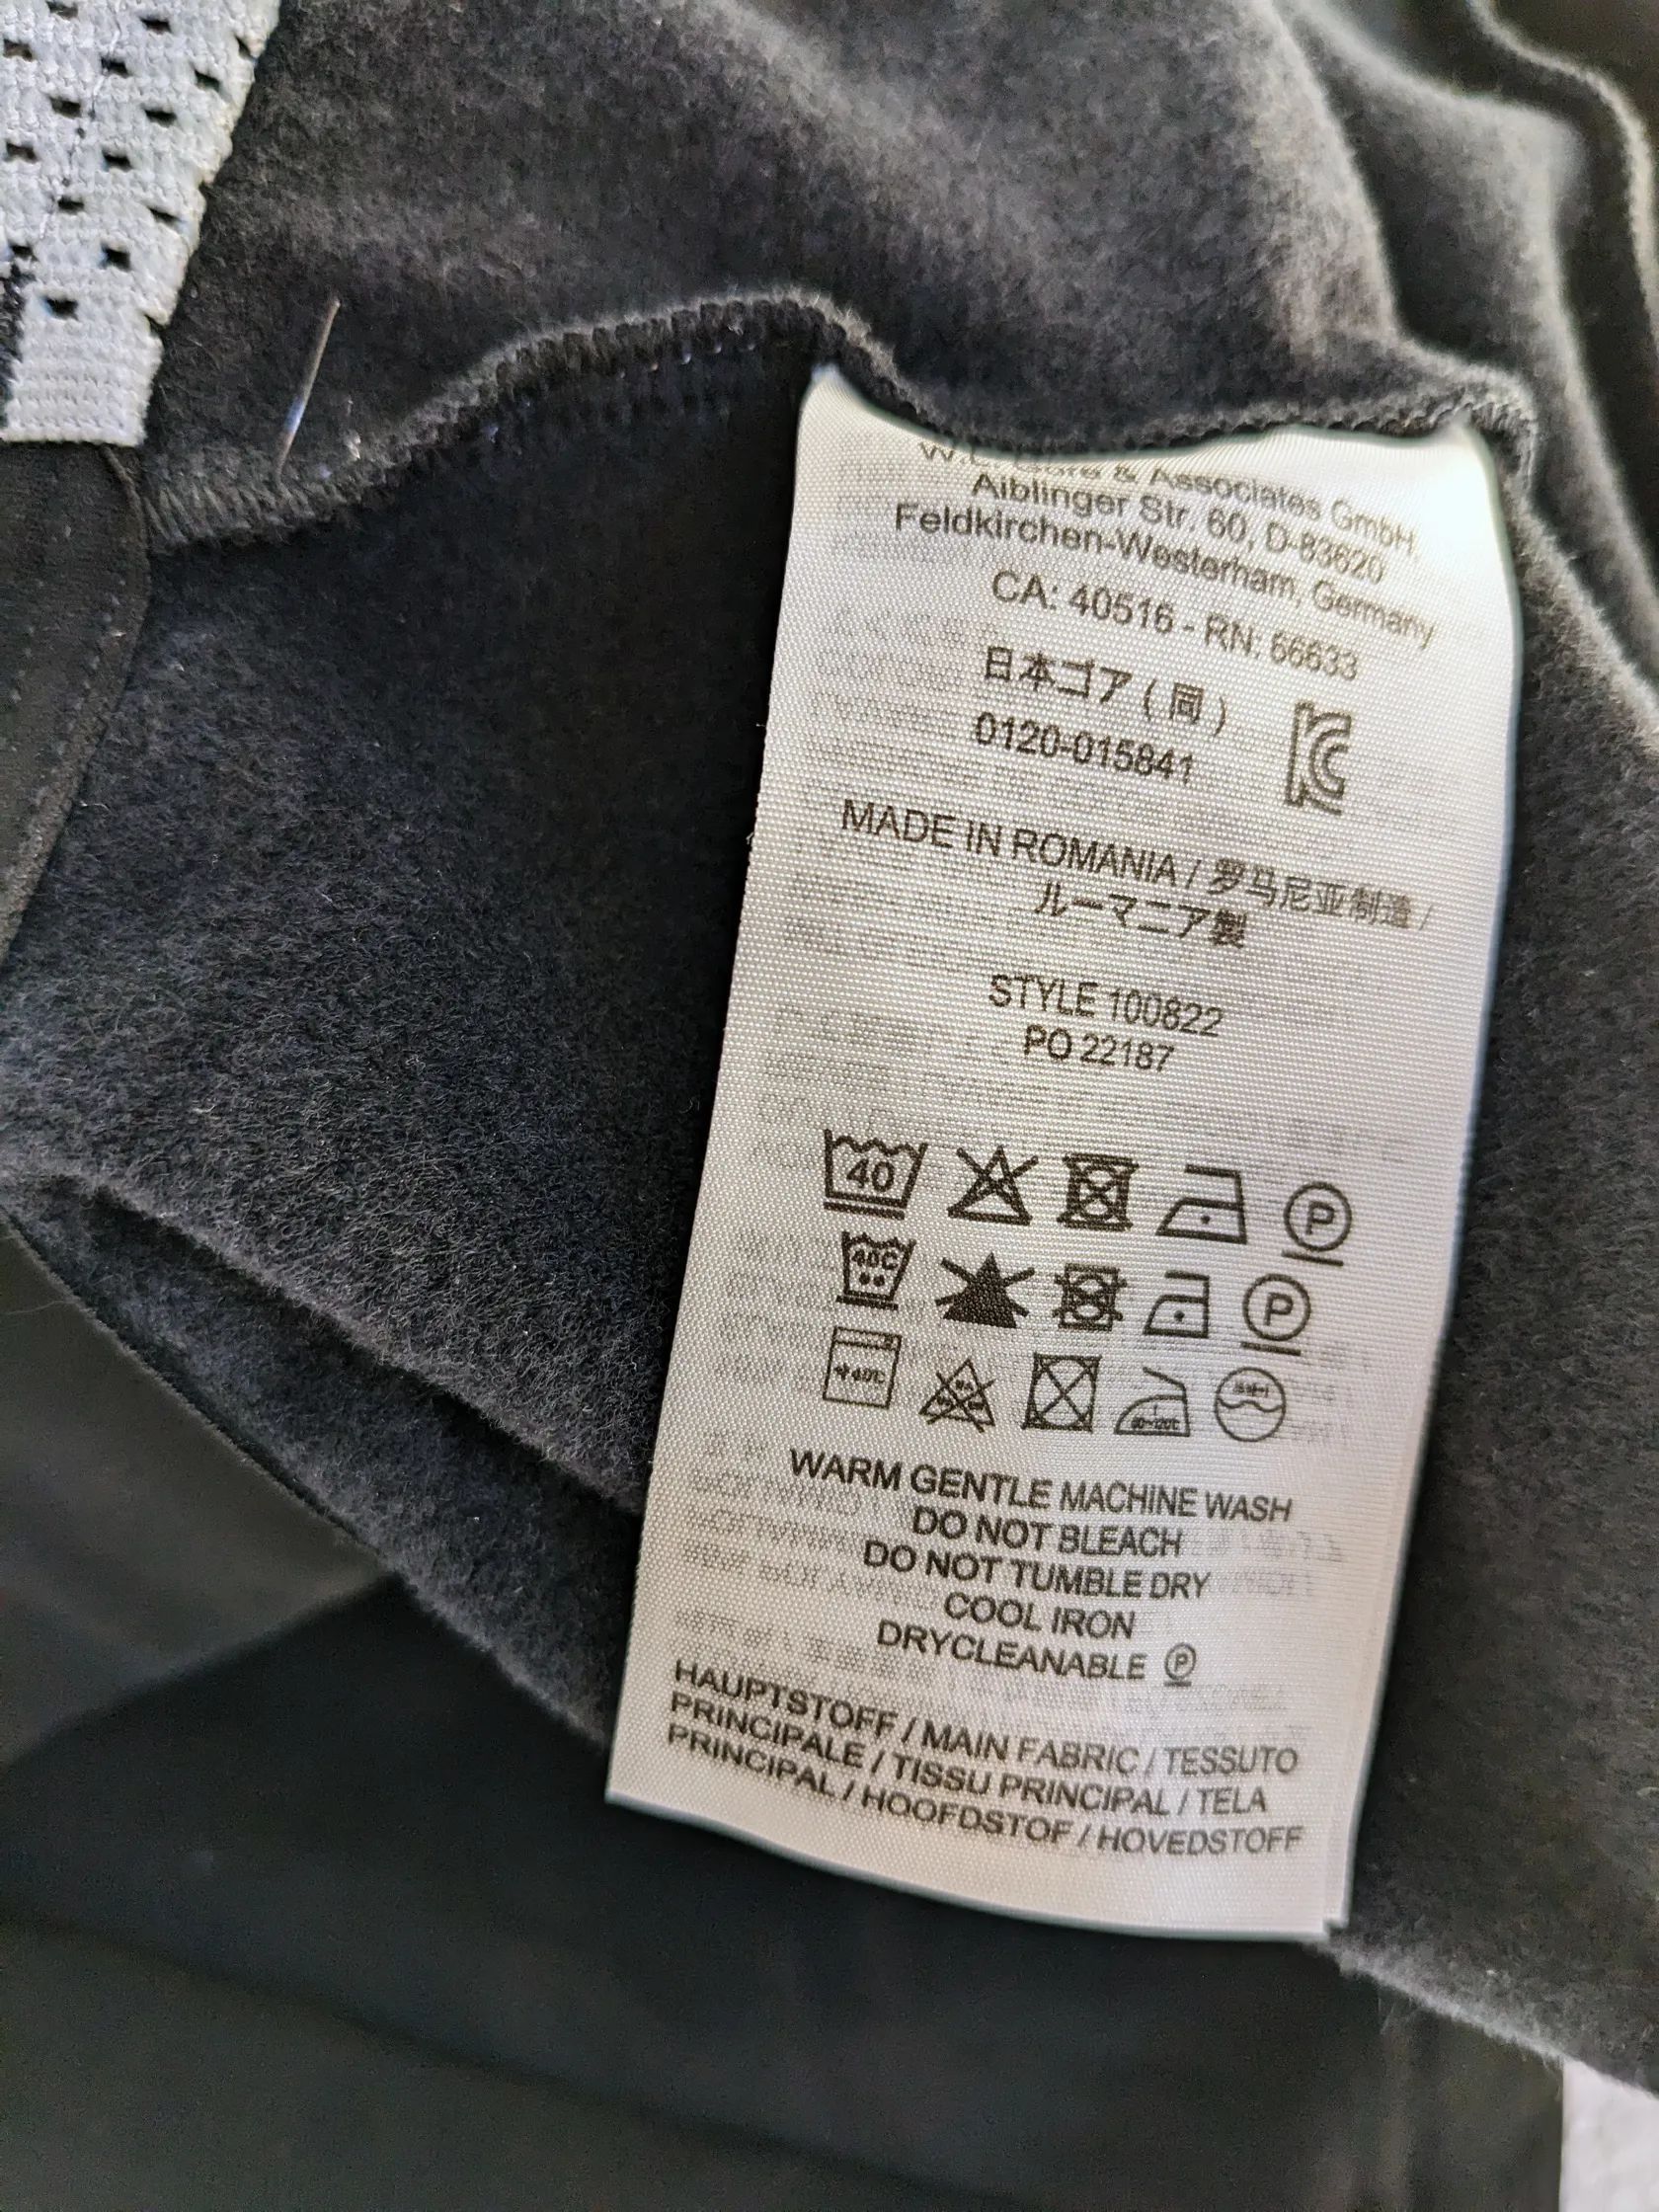 & Associates GmbH.
Aiblinger Str. 60, D-83620
Feldkirchen-Westerham, Germany
CA: 40516 - RN: 66633
日本ゴア ( 同 )
0120-015841
MADE IN ROMANIA / 罗马尼亚制造 /
ルーマニア製
STYLE 100822
PO 22187
40
P
40C
P
WARM GENTLE MACHINE WASH
DO NOT BLEACH
DO NOT TUMBLE DRY
COOL IRON
DRYCLEANABLE P
HAUPTSTOFF / MAIN FABRIC / TESSUTO
PRINCIPALE / TISSU PRINCIPAL / TELA
PRINCIPAL / HOOFDSTOF / HOVEDSTOFF